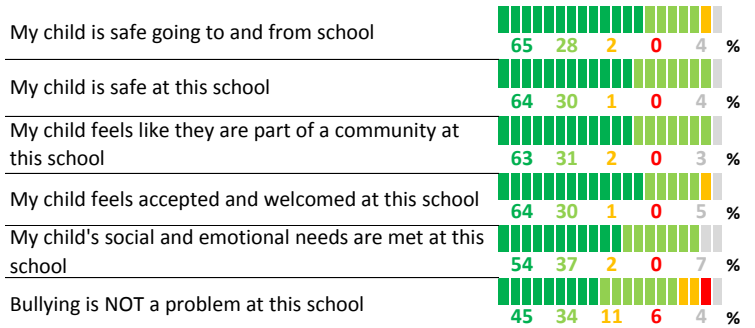 My child is safe going to and from school
65 28 2 0 4 %
My child is safe at this school
64 30 1 0 4 %
My child feels like they are part of a community at
this school
63 31 2 0 3 %
My child feels accepted and welcomed at this school
64 30 1 0 5 %
My child's social and emotional needs are met at this
school
54 37 2 0 7 %
Bullying is NOT a problem at this school
45 34 11 6 4 %